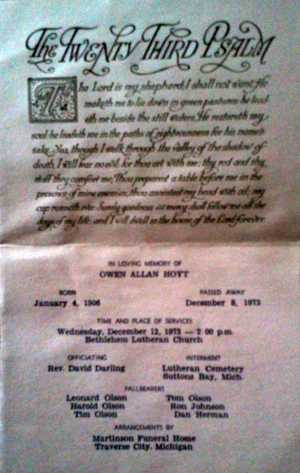 The Twenty Third Psalm
The Lord is my shepherd; I shall not want. He
maketh me to lie down in green pastures: he lead
eth me beside the still waters. He restoreth my
soul: he leadeth me in the paths of righteousness for his name's
sake. Yea, though I walk through the valley of the shadow of
death, I will fear no evil: for thou art with me; thy rod and thy
staff they comfort me. Thou preparest a table before me in the
presence of mine enemies: thou anointest my head with oil; my
cup runneth over. Surely goodness and mercy shall follow me all the
days of my life: and I will dwell in the house of the Lord forever.
IN LOVING MEMORY OF
OWEN ALLAN HOYT
BORN PASSED AWAY
January 4, 1906 December 8, 1973
TIME AND PLACE OF SERVICES
Wednesday, December 12, 1973 — 2:00 p.m.
Bethlehem Lutheran Church
OFFICIATING INTERMENT
Rev. David Darling Lutheran Cemetery
Suttons Bay, Mich.
PALLBEARERS
Leonard Olson Tom Olson
Harold Olson Ron Johnson
Tim Olson Dan Herman
ARRANGEMENTS BY
Martinson Funeral Home
Traverse City, Michigan